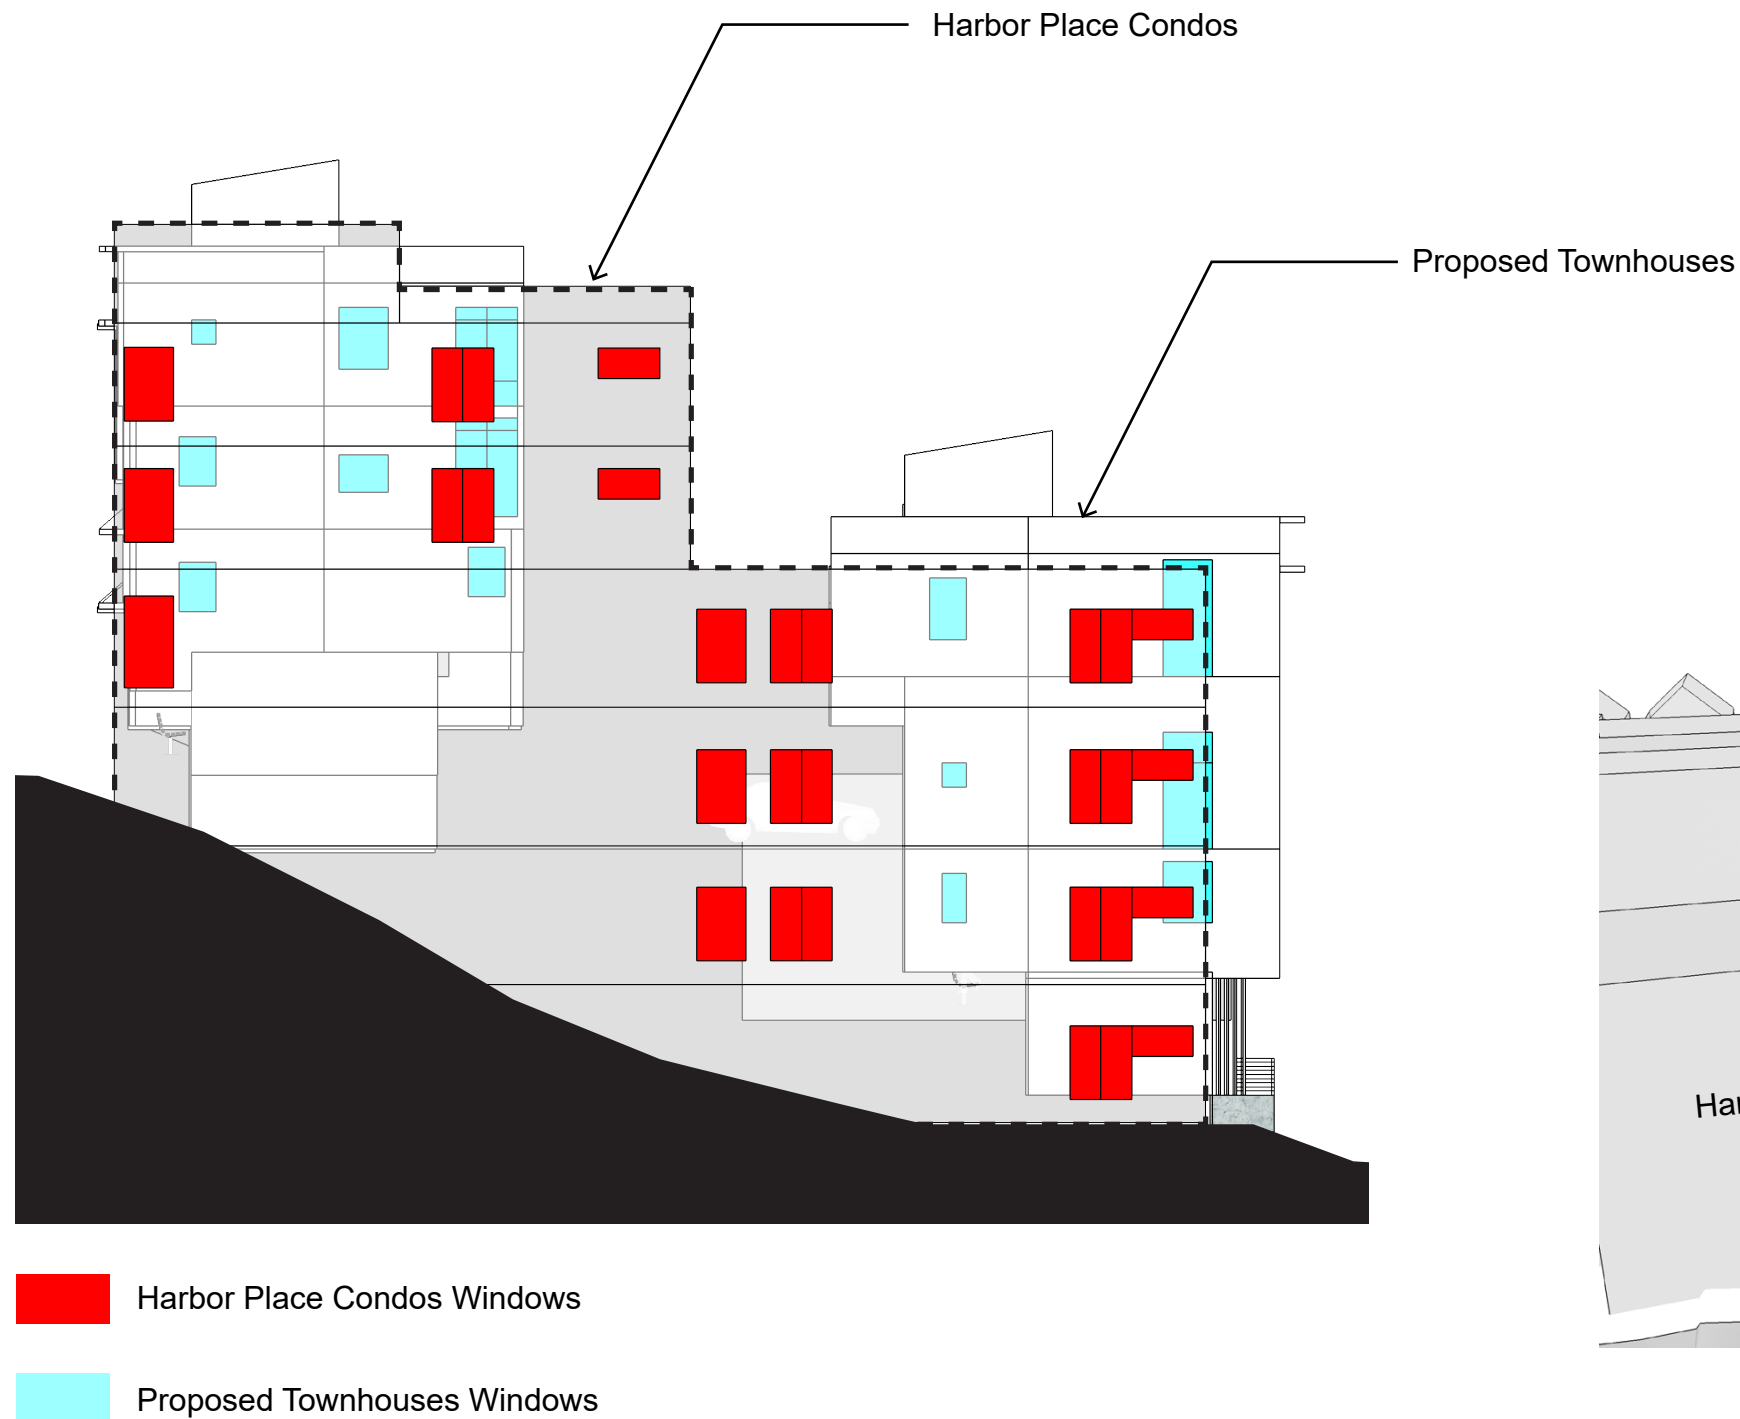 Harbor Place Condos
Proposed Townhouses
Harbor Place Condos Windows
Proposed Townhouses Windows